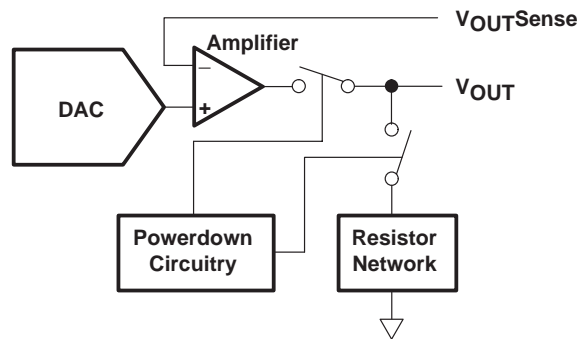 VOUTSense
Amplifier
–
DAC
+
VOUT
Powerdown
Circuitry
Resistor
Network